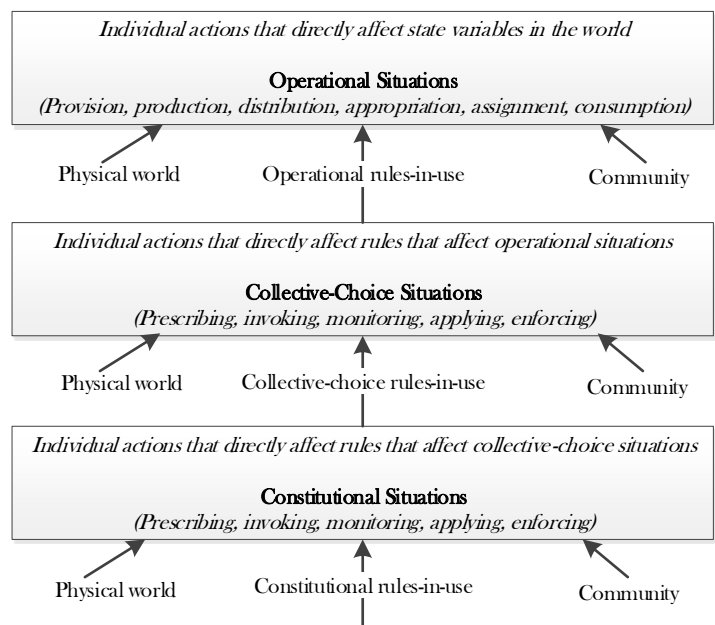 Individual actions that directly affect state variables in the world
Operational Situations
(Provision, production, distribution, appropriation, assignment, consumption)
Physical world
Operational rules-in-use
Community
Individual actions that directly affect rules that affect operational situations
Collective-Choice Situations
(Prescribing, invoking, monitoring, applying, enforcing)
Physical world
Collective-choice rules-in-use
Community
Individual actions that directly affect rules that affect collective-choice situations
Constitutional Situations
(Prescribing, invoking, monitoring, applying, enforcing)
Physical world
Constitutional rules-in-use
Community